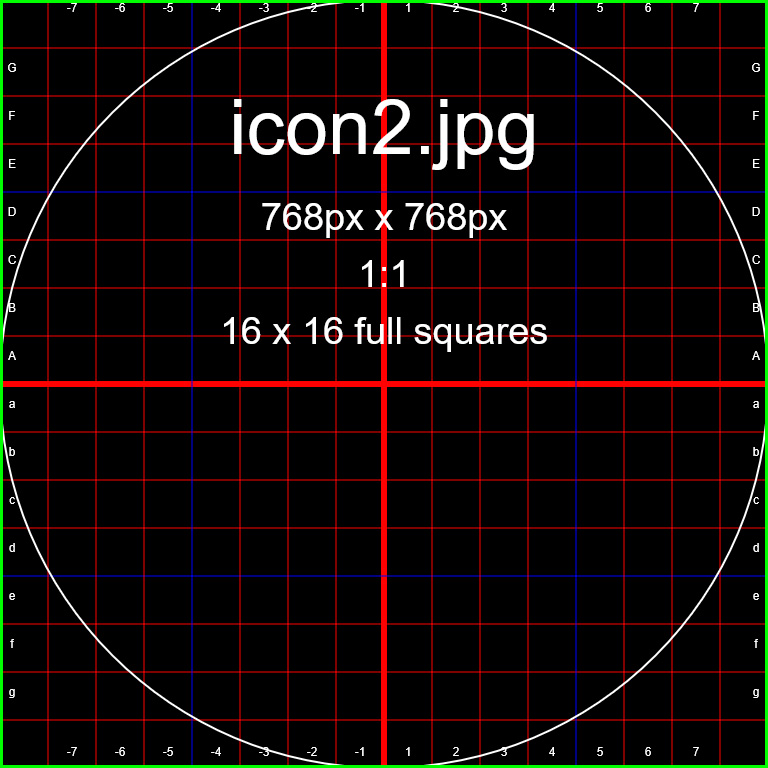 -7 -6 -5 -4 -3 -2 -1 1 2 3 4 5 6 7
G G
F F
icon2.jpg
E E
D D
768px x 768px
C C
1:1
B B
16 x 16 full squares
A A
a a
b b
c c
d d
e e
f f
g g
-7 -6 -5 -4 -3 -2 -1 1 2 3 4 5 6 7